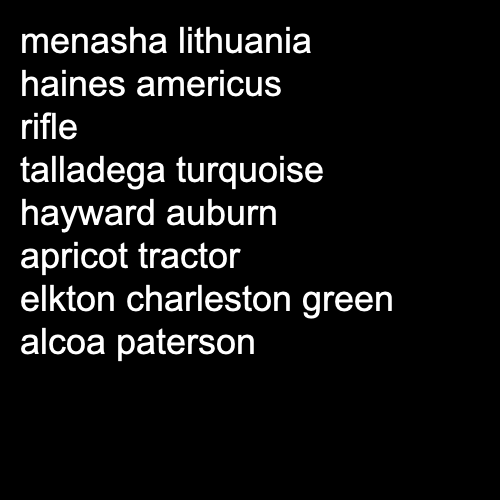 menasha lithuania
haines americus
rifle
talladega turquoise
hayward auburn
apricot tractor
elkton charleston green
alcoa paterson